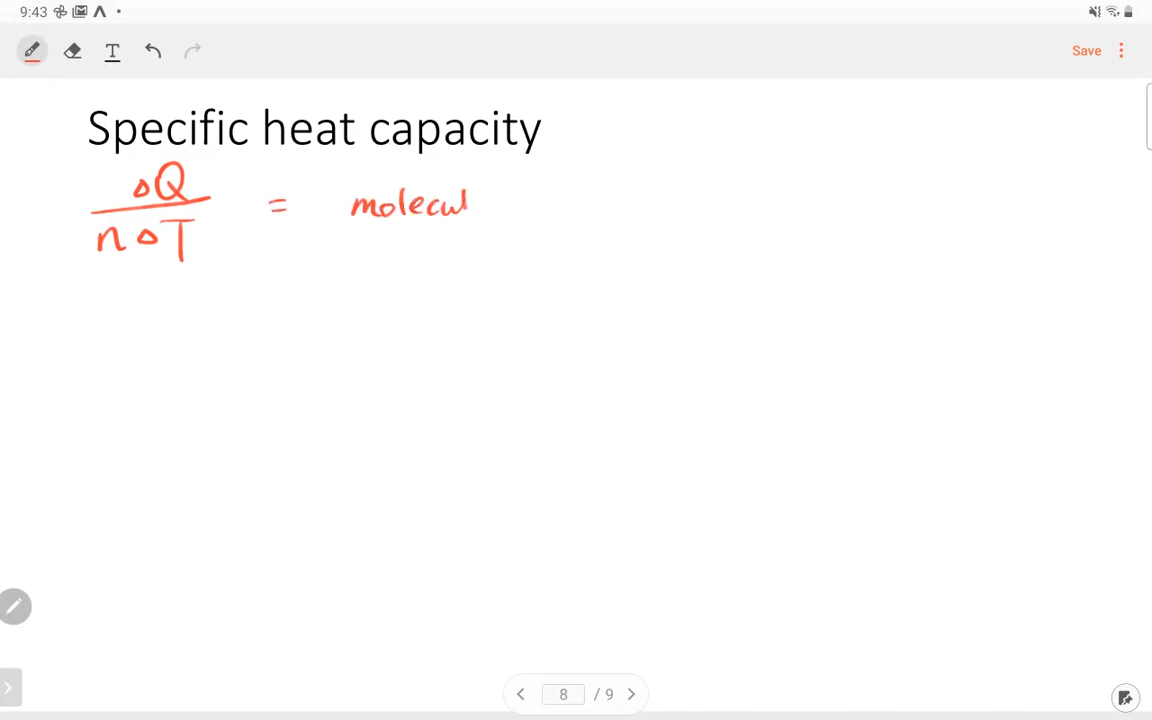 9:43
Save
Specific heat capacity
ΔQ / nΔT = molecul
8 / 9